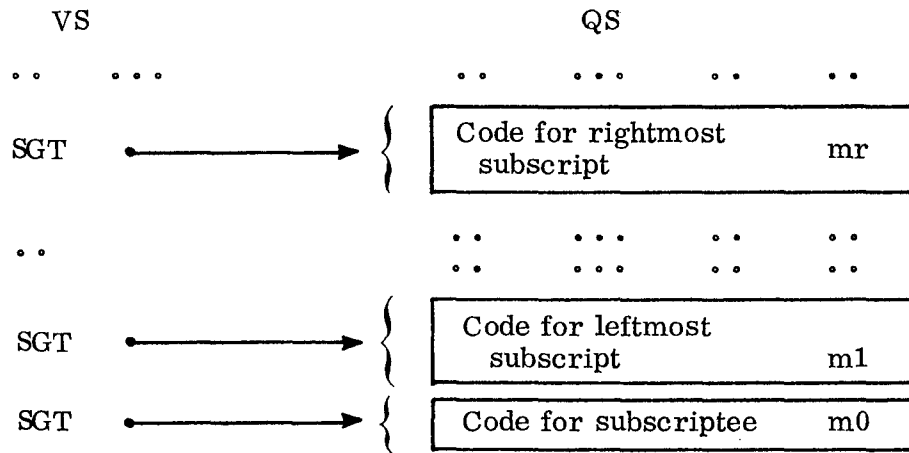 VS QS
.. ... .. ... .. ..
SGT Code for rightmost subscript mr
.. .. ... .. ..
.. ... .. ..
SGT Code for leftmost subscript m1
SGT Code for subscriptee m0